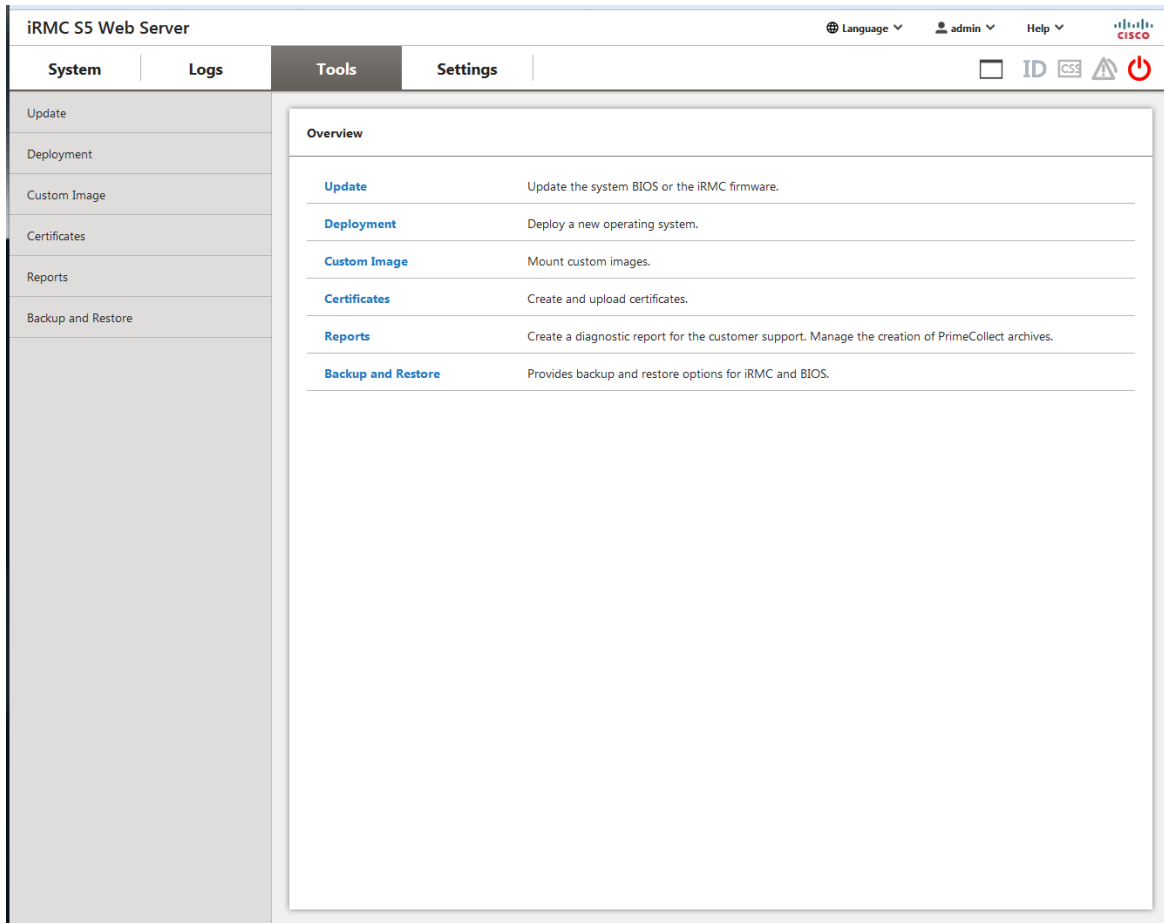 iRMC S5 Web Server Language admin Help CISCO
System Logs Tools Settings ID CSS
Update
Deployment
Custom Image
Certificates
Reports
Backup and Restore
Overview
Update Update the system BIOS or the iRMC firmware.
Deployment Deploy a new operating system.
Custom Image Mount custom images.
Certificates Create and upload certificates.
Reports Create a diagnostic report for the customer support. Manage the creation of PrimeCollect archives.
Backup and Restore Provides backup and restore options for iRMC and BIOS.